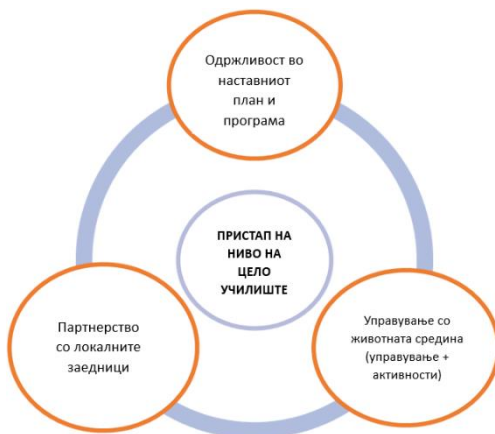 Одржливост во
наставниот
план и
програма
ПРИСТАП НА
НИВО НА
ЦЕЛО
УЧИЛИШТЕ
Партнерство
со локалните
заедници
Управување со
животната средина
(управување +
активности)